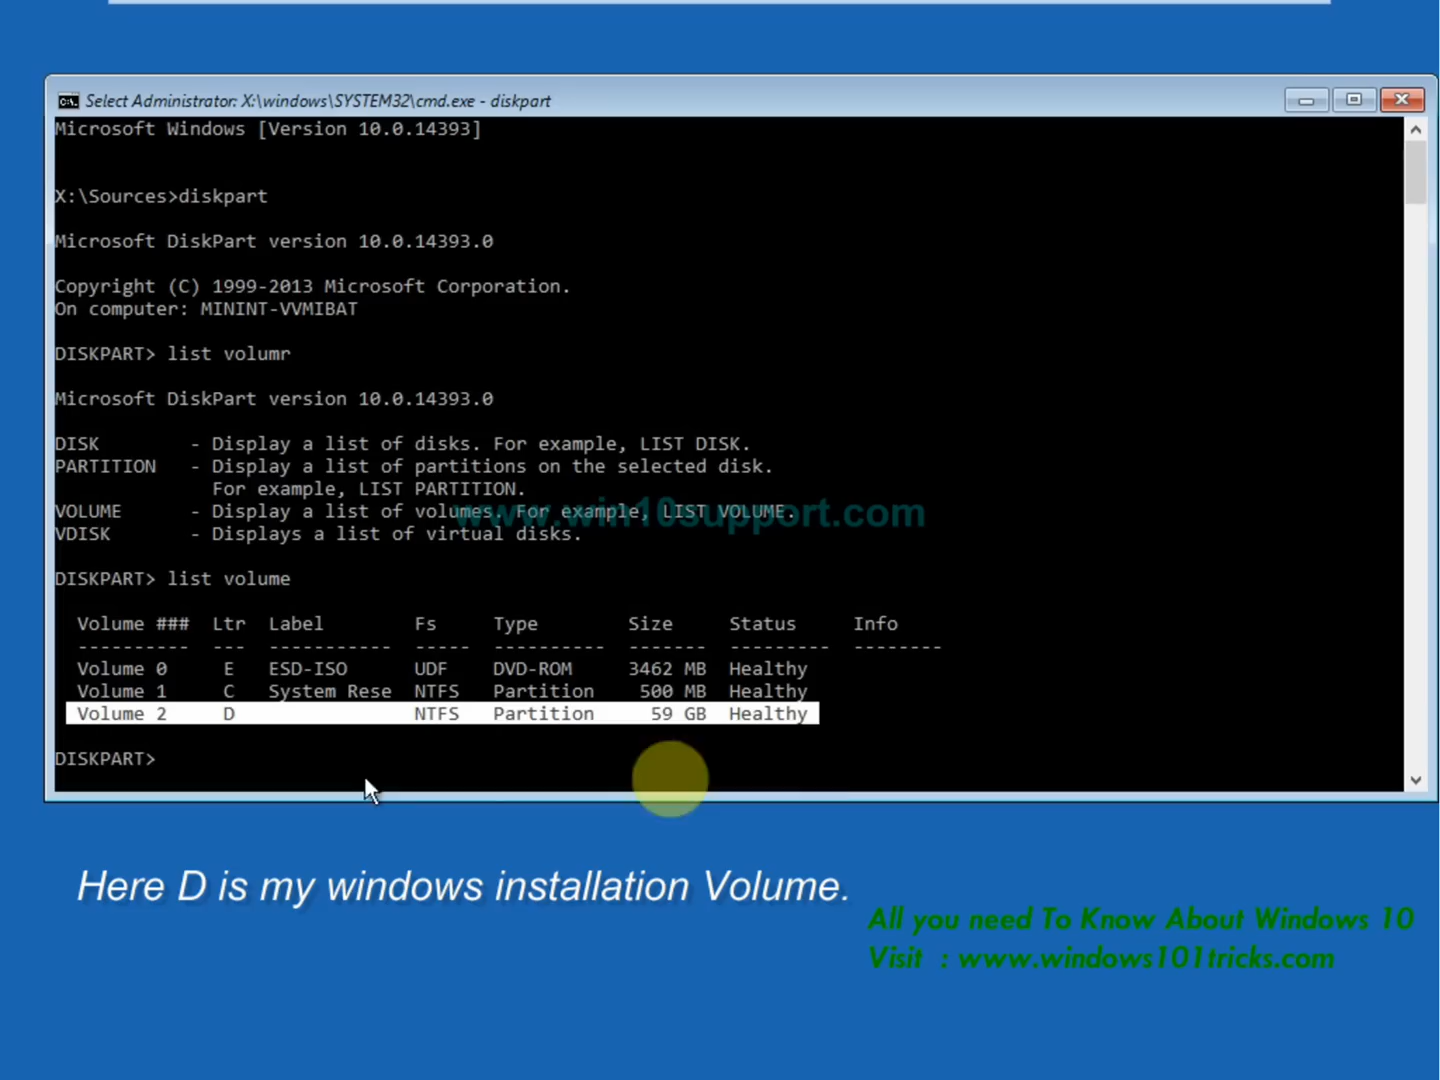 Select Administrator: X:\windows\SYSTEM32\cmd.exe - diskpart
Microsoft Windows [Version 10.0.14393]
X:\Sources>diskpart
Microsoft DiskPart version 10.0.14393.0
Copyright (C) 1999-2013 Microsoft Corporation.
On computer: MININT-VVMIBAT
DISKPART> list volumr
Microsoft DiskPart version 10.0.14393.0
DISK - Display a list of disks. For example, LIST DISK.
PARTITION - Display a list of partitions on the selected disk.
For example, LIST PARTITION.
VOLUME - Display a list of volumes. For example, LIST VOLUME.
www.win10support.com
VDISK - Displays a list of virtual disks.
DISKPART> list volume
Volume ### Ltr Label Fs Type Size Status Info
---------- --- ----------- ----- ---------- ------- --------- --------
Volume 0 E ESD-ISO UDF DVD-ROM 3462 MB Healthy
Volume 1 C System Rese NTFS Partition 500 MB Healthy
Volume 2 D NTFS Partition 59 GB Healthy
DISKPART>
Here D is my windows installation Volume.
All you need To Know About Windows 10
Visit : www.windows101tricks.com